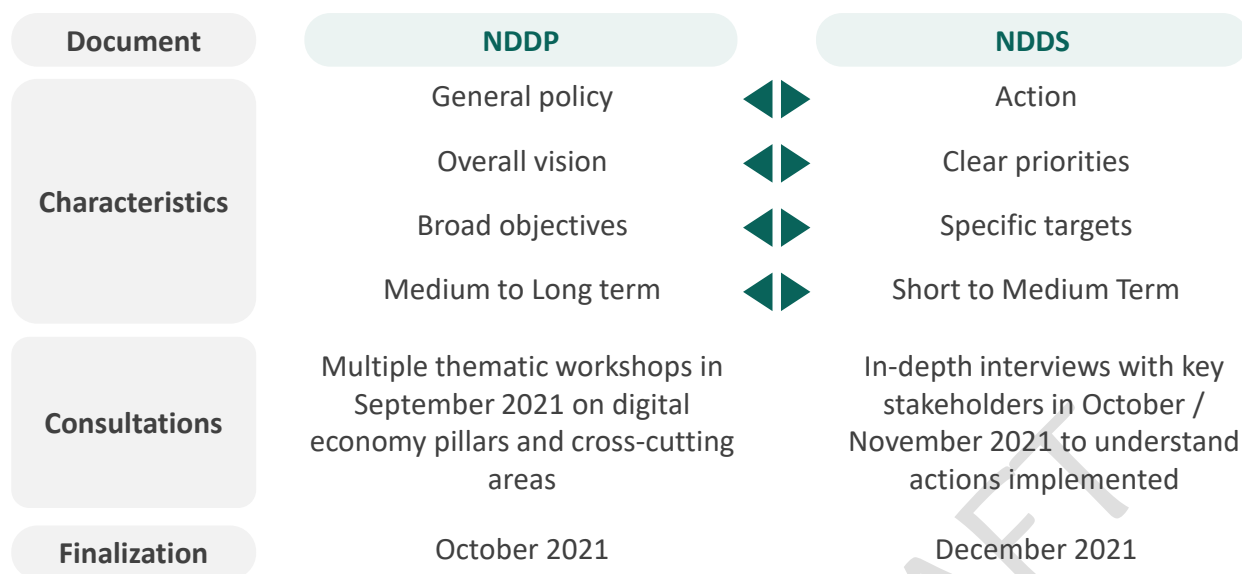 Document NDDP NDDS
Characteristics
General policy Action
Overall vision Clear priorities
Broad objectives Specific targets
Medium to Long term Short to Medium Term
Consultations
Multiple thematic workshops in
September 2021 on digital
economy pillars and cross-cutting
areas
In-depth interviews with key
stakeholders in October /
November 2021 to understand
actions implemented
Finalization October 2021 December 2021